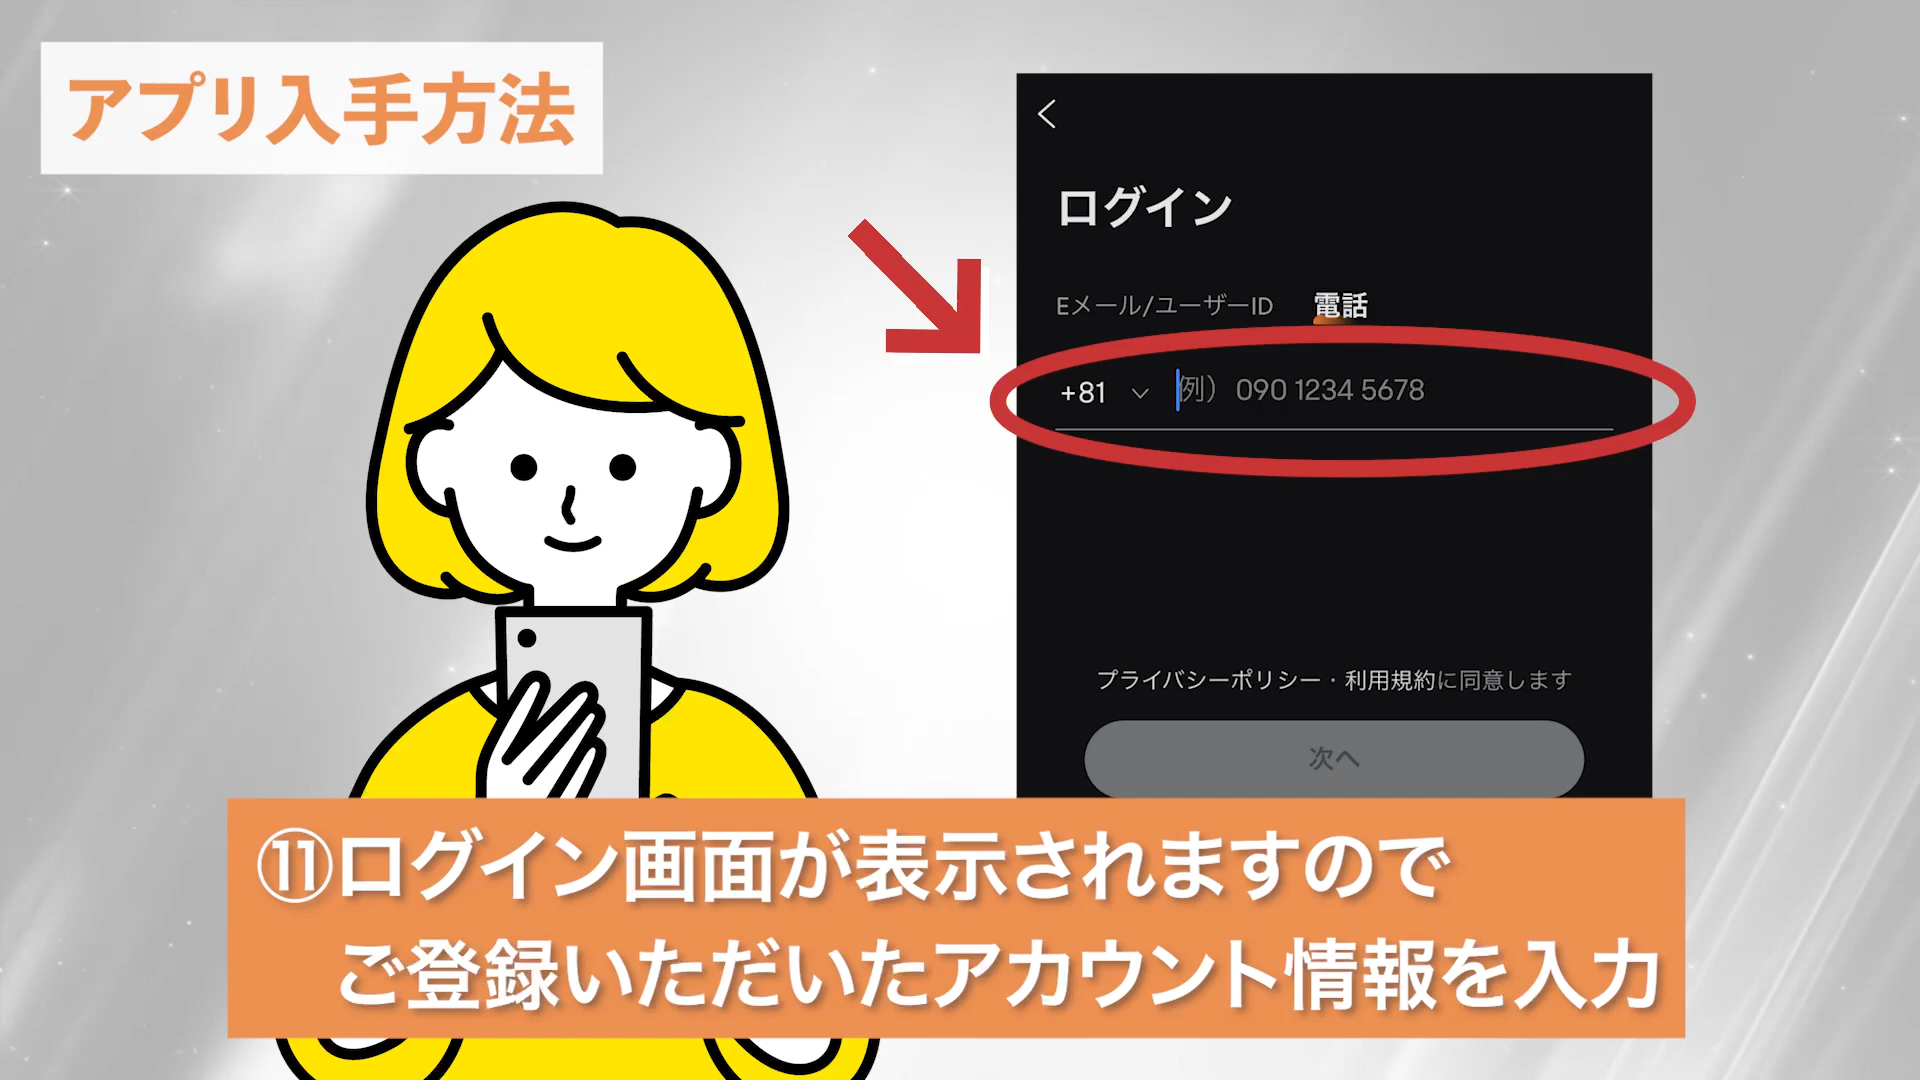 アプリ入手方法
ログイン
Eメール/ユーザーID 電話
+81 例） 090 1234 5678
プライバシーポリシー・利用規約に同意します
次へ
⑪ログイン画面が表示されますので
ご登録いただいたアカウント情報を入力